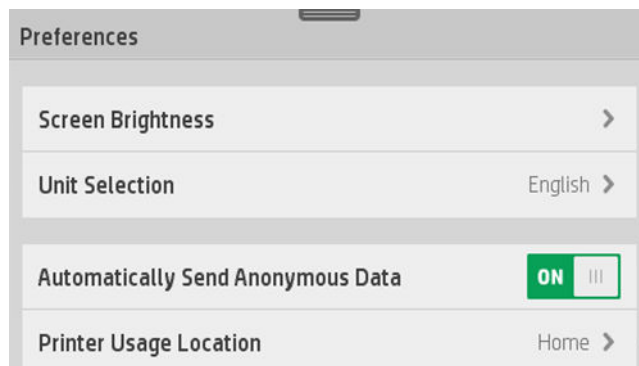 Preferences
Screen Brightness
Unit Selection English
Automatically Send Anonymous Data ON
Printer Usage Location Home